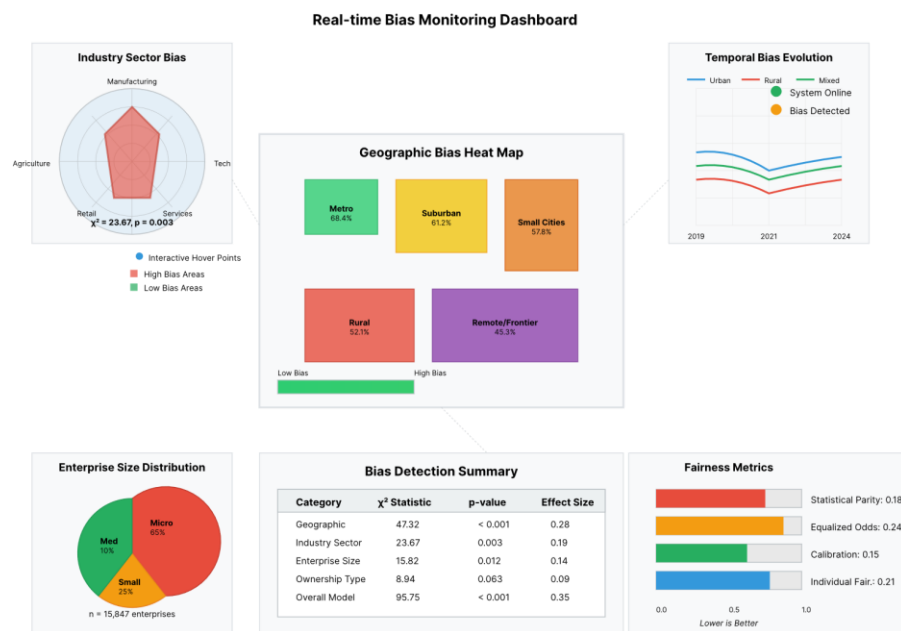 Real-time Bias Monitoring Dashboard
Industry Sector Bias
Manufacturing
Agriculture
Tech
Retail
Services
χ² = 23.67, p = 0.003
Interactive Hover Points
High Bias Areas
Low Bias Areas
Geographic Bias Heat Map
Metro
68.4%
Suburban
61.2%
Small Cities
57.8%
Rural
52.1%
Remote/Frontier
45.3%
Low Bias
High Bias
Temporal Bias Evolution
Urban Rural Mixed
System Online
Bias Detected
2019 2021 2024
Enterprise Size Distribution
Micro
65%
Med
10%
Small
25%
n = 15,847 enterprises
Bias Detection Summary
Category χ² Statistic p-value Effect Size
Geographic 47.32 < 0.001 0.28
Industry Sector 23.67 0.003 0.19
Enterprise Size 15.82 0.012 0.14
Ownership Type 8.94 0.063 0.09
Overall Model 95.75 < 0.001 0.35
Fairness Metrics
Statistical Parity: 0.18
Equalized Odds: 0.24
Calibration: 0.15
Individual Fair.: 0.21
0.0 0.5 1.0
Lower is Better